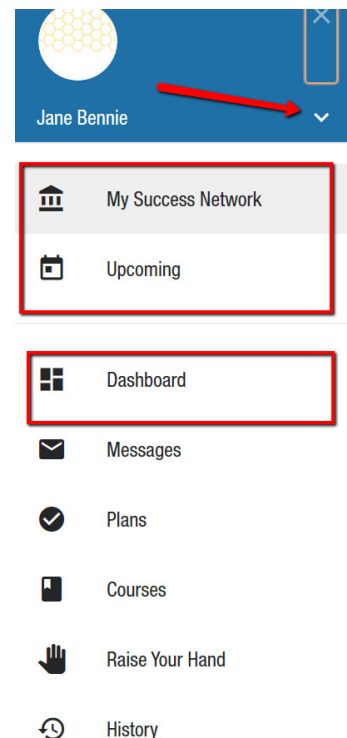 Jane Bennie
My Success Network
Upcoming
Dashboard
Messages
Plans
Courses
Raise Your Hand
History